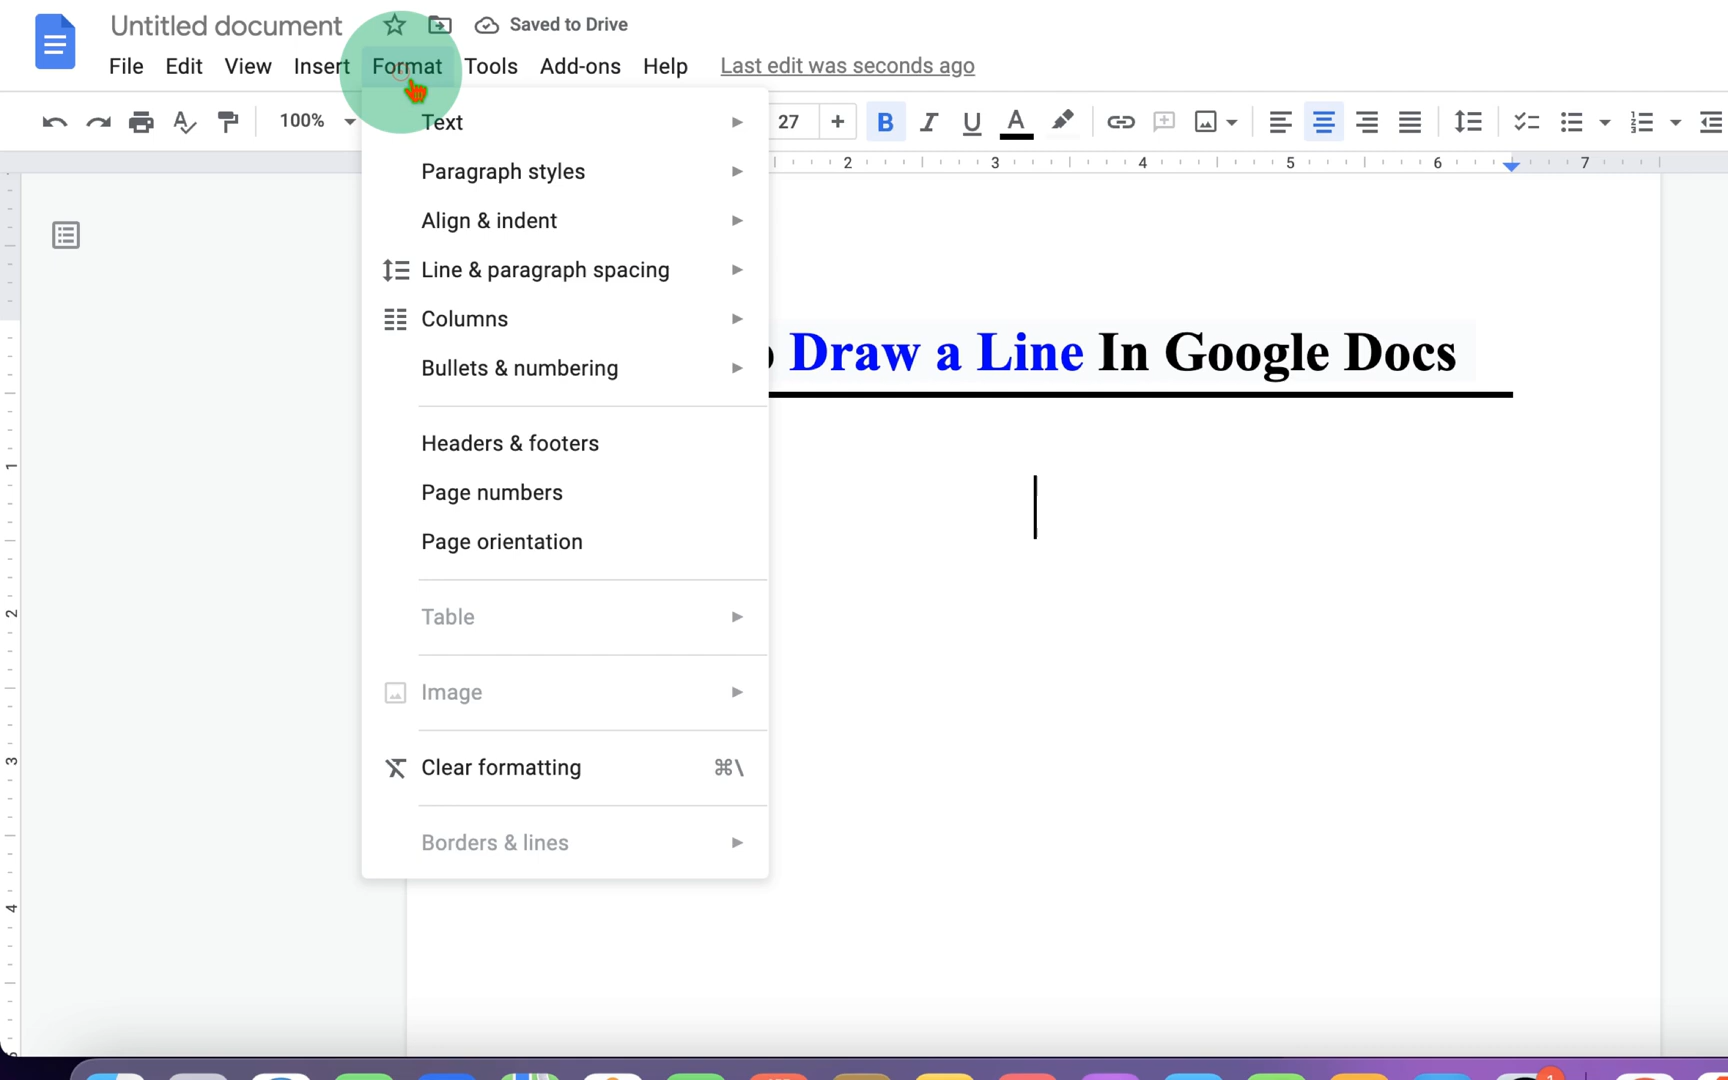 Untitled document Saved to Drive
File Edit View Insert Format Tools Add-ons Help Last edit was seconds ago
100% 27
2 3 4 5 6 7
Text
Paragraph styles
Align & indent
Line & paragraph spacing
Columns
Draw a Line In Google Docs
Bullets & numbering
Headers & footers
1
Page numbers
Page orientation
2
Table
Image
3
Clear formatting ⌘\
Borders & lines
4
1